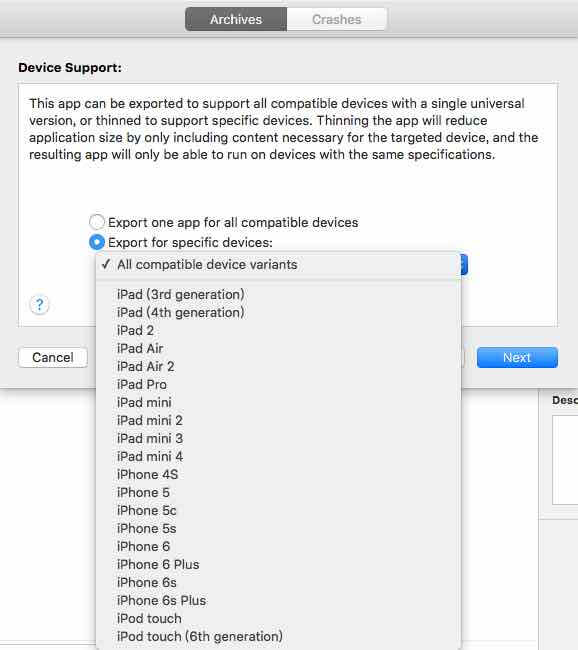 Archives
Crashes
Device Support:
This app can be exported to support all compatible devices with a single universal
version, or thinned to support specific devices. Thinning the app will reduce
application size by only including content necessary for the targeted device, and the
resulting app will only be able to run on devices with the same specifications.
Export one app for all compatible devices
Export for specific devices:
✓ All compatible device variants
iPad (3rd generation)
iPad (4th generation)
iPad 2
iPad Air
iPad Air 2
iPad Pro
iPad mini
iPad mini 2
iPad mini 3
iPad mini 4
iPhone 4S
iPhone 5
iPhone 5c
iPhone 5s
iPhone 6
iPhone 6 Plus
iPhone 6s
iPhone 6s Plus
iPod touch
iPod touch (6th generation)
?
Cancel
Next
Desc